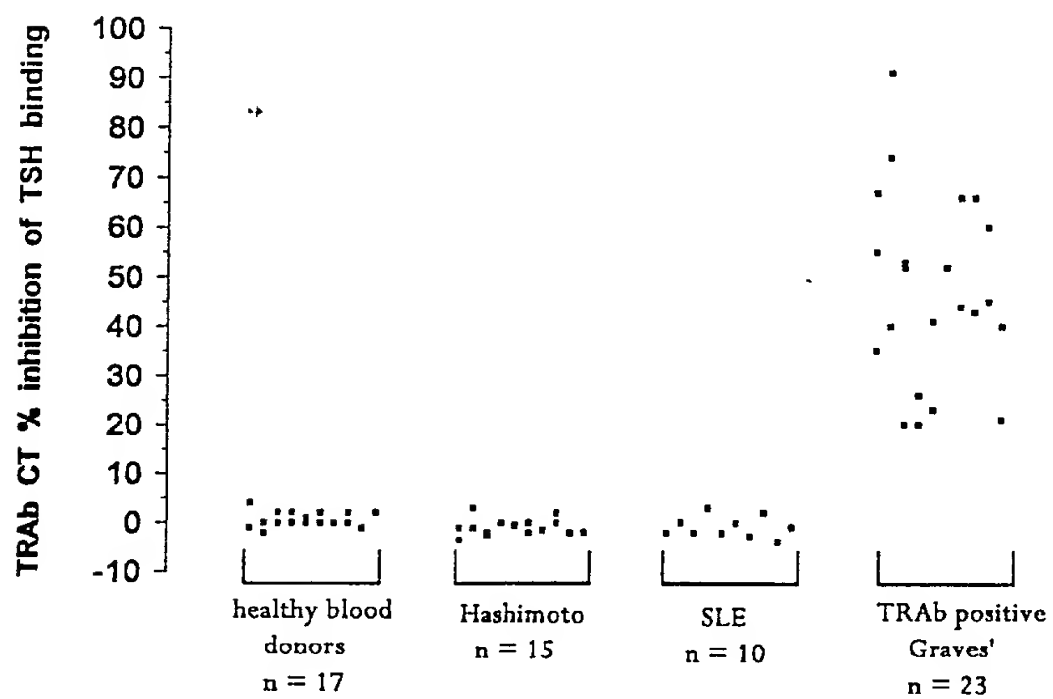 TRAb CT % inhibition of TSH binding
100
90
80
70
60
50
40
30
20
10
0
-10
healthy blood
donors
n = 17
Hashimoto
n = 15
SLE
n = 10
TRAb positive
Graves'
n = 23